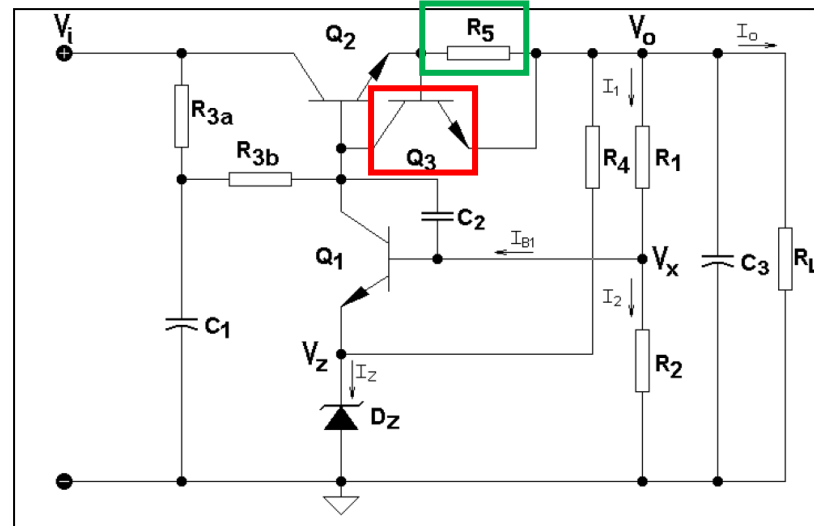 Vi
Q2
R5
Vo
Io
I1
R3a
R3b
Q3
R4
R1
C2
Q1
IB1
Vx
C3
RL
I2
C1
Vz
IZ
R2
DZ